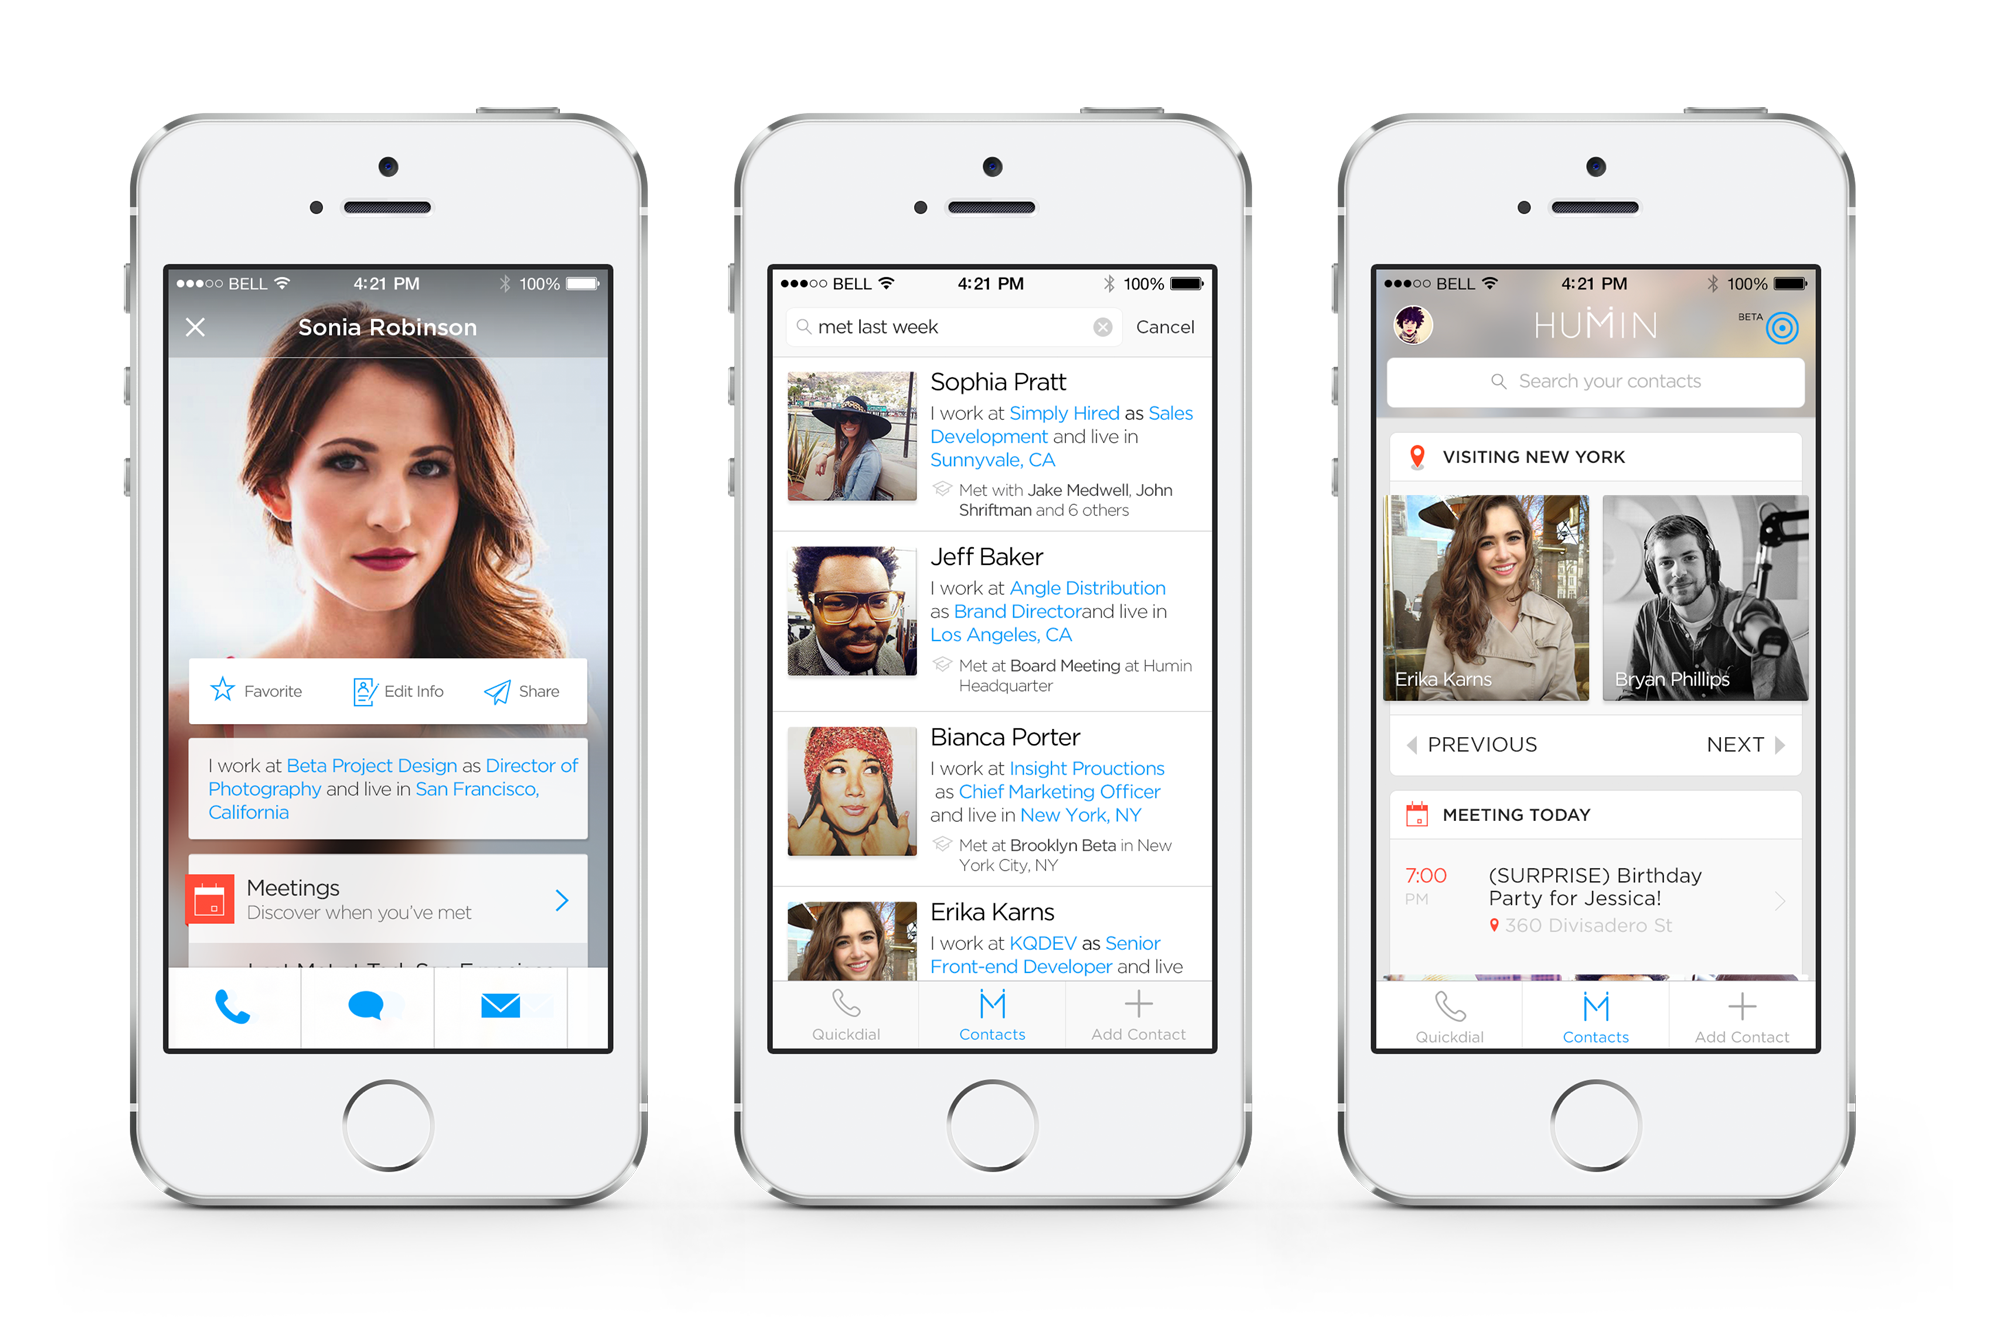 BELL
4:21 PM
100%
Sonia Robinson
Favorite
Edit Info
Share
I work at Beta Project Design as Director of
Photography and live in San Francisco,
California
Meetings
Discover when you've met
BELL
4:21 PM
100%
met last week
Cancel
Sophia Pratt
I work at Simply Hired as Sales
Development and live in
Sunnyvale, CA
Met with Jake Medwell, John
Shriftman and 6 others
Jeff Baker
I work at Angle Distribution
as Brand Directorand live in
Los Angeles, CA
Met at Board Meeting at Humin
Headquarter
Bianca Porter
I work at Insight Prouctions
as Chief Marketing Officer
and live in New York, NY
Met at Brooklyn Beta in New
York City, NY
Erika Karns
I work at KQDEV as Senior
Front-end Developer and live
Quickdial
Contacts
Add Contact
BELL
4:21 PM
100%
HUMIN
BETA
Search your contacts
VISITING NEW YORK
Erika Karns
Bryan Phillips
PREVIOUS
NEXT
MEETING TODAY
7:00
PM
(SURPRISE) Birthday
Party for Jessica!
360 Divisadero St
Quickdial
Contacts
Add Contact